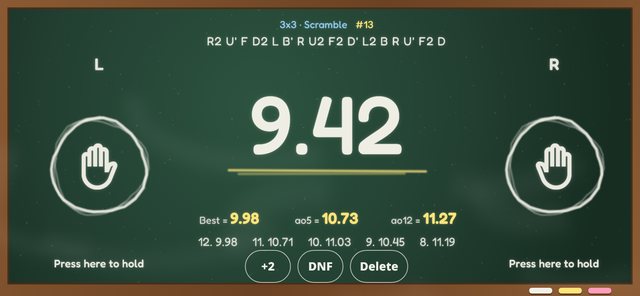 3x3 · Scramble #13
R2 U' F D2 L B' R U2 F2 D' L2 B R U' F2 D
L
R
9.42
Best = 9.98 ao5 = 10.73 ao12 = 11.27
12. 9.98 11. 10.71 10. 11.03 9. 10.45 8. 11.19
Press here to hold
+2 DNF Delete
Press here to hold